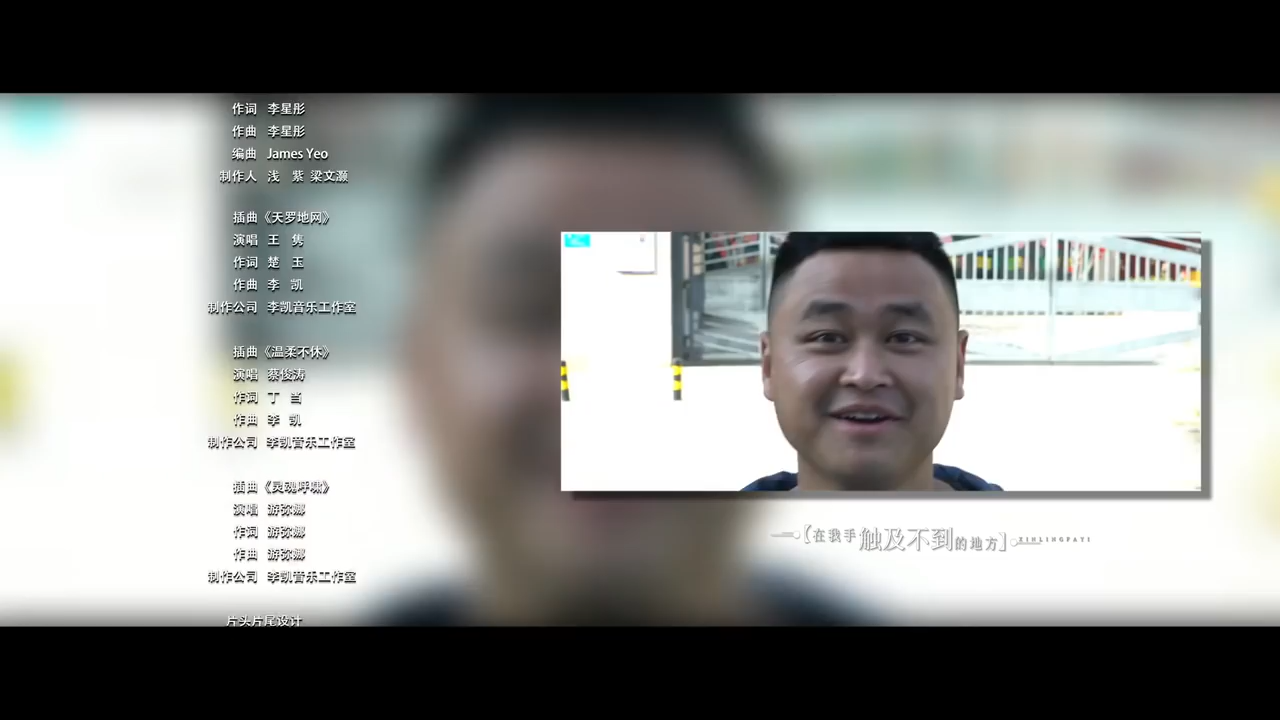 作词 李星彤
作曲 李星彤
编曲 James Yeo
制作人 浅 紫 梁文灏
插曲《天罗地网》
演唱 王 隽
作词 楚 玉
作曲 李 凯
制作公司 李凯音乐工作室
插曲《温柔不休》
演唱 蔡俊涛
作词 丁 当
作曲 李 凯
制作公司 李凯音乐工作室
插曲《灵魂呼啸》
演唱 游弥娜
作词 游弥娜
作曲 游弥娜
制作公司 李凯音乐工作室
片头片尾设计
【在我手触及不到的地方】XINLINGFAYI